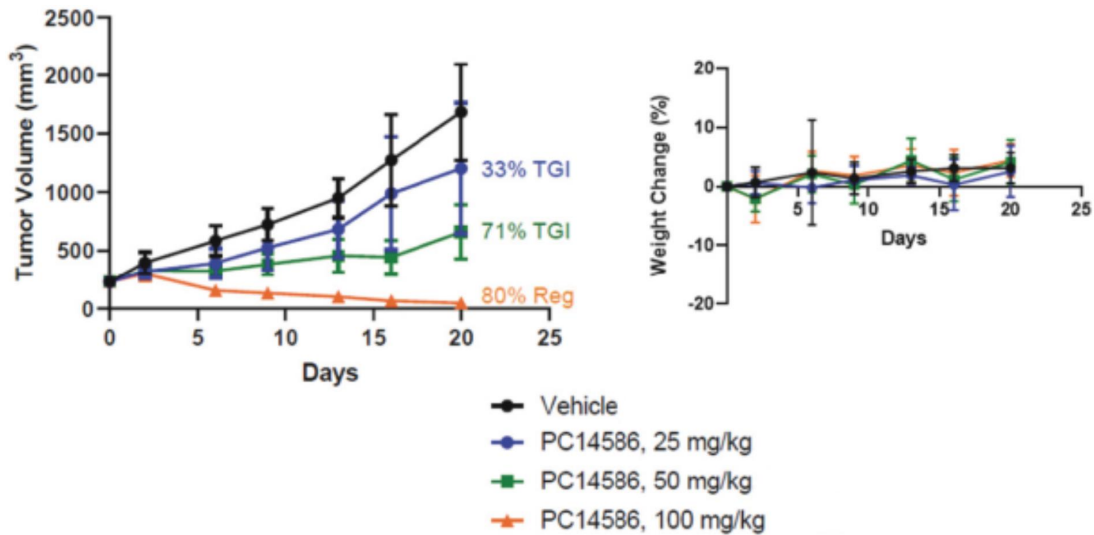 2500
2000
1500
1000
500
0
Tumor Volume (mm³)
0 5 10 15 20 25
Days
33% TGI
71% TGI
80% Reg
20
10
0
-10
-20
Weight Change (%)
5 10 15 20 25
Days
Vehicle
PC14586, 25 mg/kg
PC14586, 50 mg/kg
PC14586, 100 mg/kg